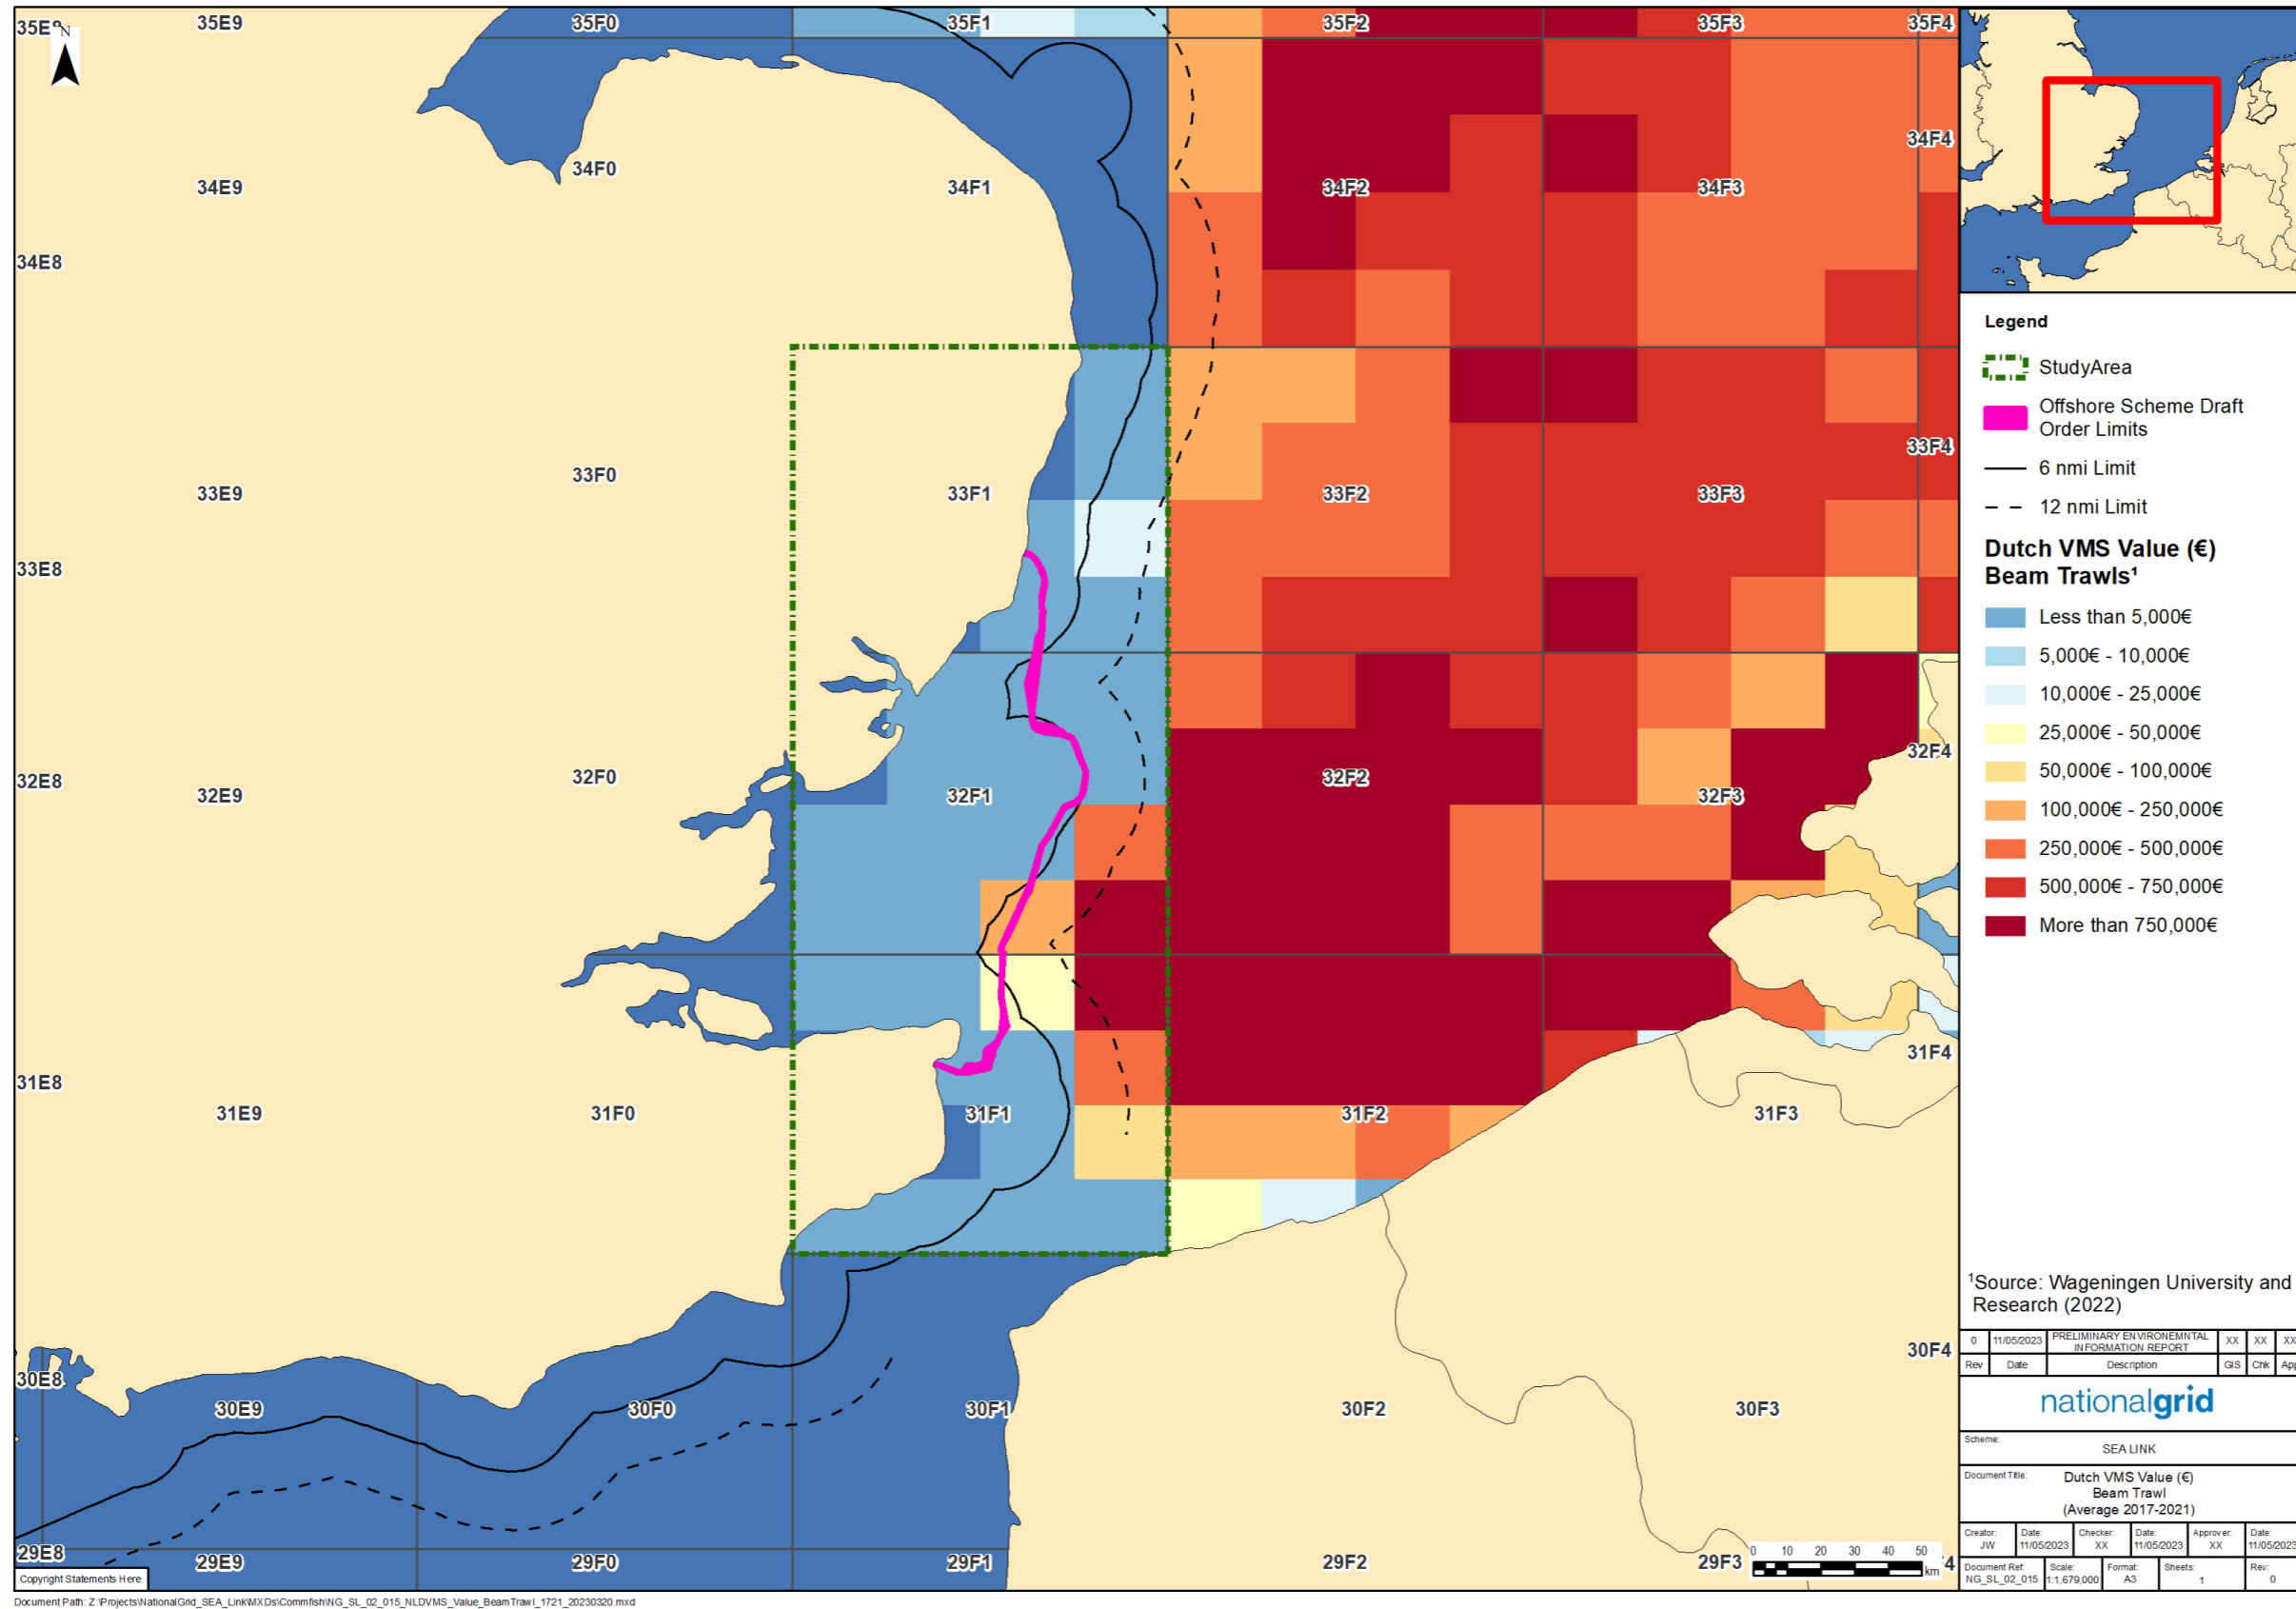 35E9
35F0
35F1
35F2
35F3
35F4
N
34F4
34F0
34E9
34F1
34F2
34F3
34E8
33F4
33F0
33E9
33F1
33F2
33F3
33E8
32F4
32E8
32F0
32E9
32F1
32F2
32F3
31F4
31E8
31E9
31F0
31F1
31F2
31F3
30F4
30E8
30E9
30F0
30F1
30F2
30F3
29E8
29E9
29F0
29F1
29F2
29F3
0 10 20 30 40 50
km
Copyright Statements Here
Document Path: Z:\Projects\NationalGrid_SEA_Link\MXDs\Commfish\NG_SL_02_015_NLDVMS_Value_BeamTrawl_1721_20230320.mxd
Legend
StudyArea
Offshore Scheme Draft
Order Limits
6 nmi Limit
12 nmi Limit
Dutch VMS Value (€)
Beam Trawls¹
Less than 5,000€
5,000€ - 10,000€
10,000€ - 25,000€
25,000€ - 50,000€
50,000€ - 100,000€
100,000€ - 250,000€
250,000€ - 500,000€
500,000€ - 750,000€
More than 750,000€
¹Source: Wageningen University and
Research (2022)
0 11/05/2023 PRELIMINARY ENVIRONEMNTAL INFORMATION REPORT XX XX XX
Rev Date Description GIS Chk App
nationalgrid
Scheme:
SEA LINK
Document Title:
Dutch VMS Value (€)
Beam Trawl
(Average 2017-2021)
Creator: Date: Checker: Date: Approver: Date:
JW 11/05/2023 XX 11/05/2023 XX 11/05/2023
Document Ref: Scale: Format: Sheets: Rev:
NG_SL_02_015 1:1,679,000 A3 1 0